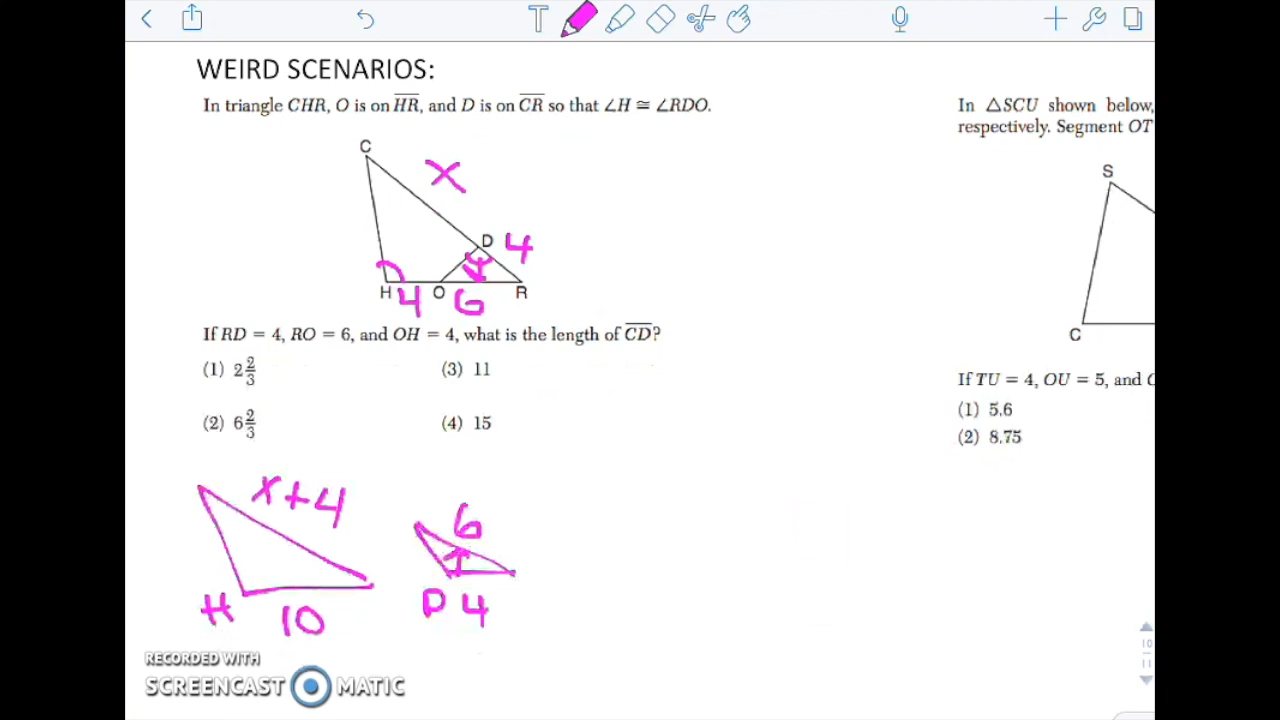 WEIRD SCENARIOS:
In triangle CHR, O is on HR, and D is on CR so that ∠H ≅ ∠RDO.
C
X
D 4
H 4 O 6 R
If RD = 4, RO = 6, and OH = 4, what is the length of CD?
(1) 2 2/3 (3) 11
(2) 6 2/3 (4) 15
x+4
H 10
6
D 4
In △SCU shown below,
respectively. Segment OT
S
C
If TU = 4, OU = 5, and
(1) 5.6
(2) 8.75
10
11
RECORDED WITH
SCREENCAST MATIC